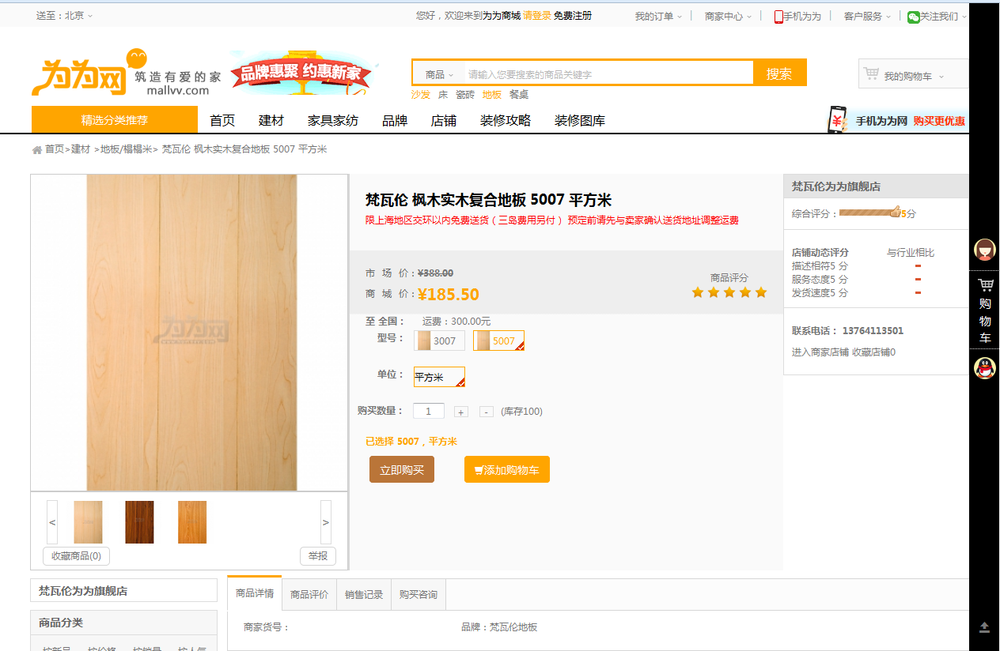 送至：北京
您好，欢迎来到为为商城 请登录 免费注册
我的订单
商家中心
手机为为
客户服务
关注我们
为为网
筑造有爱的家
mallvv.com
品牌惠聚 约惠新家
商品
请输入您要搜索的商品关键字
搜索
我的购物车
沙发 床 瓷砖 地板 餐桌
精选分类推荐
首页 建材 家具家纺 品牌 店铺 装修攻略 装修图库
手机为为网 购买更优惠
首页>建材 >地板/榻榻米> 梵瓦伦 枫木实木复合地板 5007 平方米
为为网
梵瓦伦 枫木实木复合地板 5007 平方米
限上海地区交环以内免费送货（三岛费用另付） 预定前请先与卖家确认送货地址调整运费
市 场 价：¥388.00
商 城 价：¥185.50
商品评分
至 全国： 运费：300.00元
型号： 3007 5007
单位： 平方米
购买数量： 1 + - (库存100)
已选择 5007，平方米
立即购买
添加购物车
< >
收藏商品(0)
举报
梵瓦伦为为旗舰店
综合评分： 5分
店铺动态评分 与行业相比
描述相符5 分
服务态度5 分
发货速度5 分
联系电话： 13764113501
进入商家店铺 收藏店铺0
购物车
梵瓦伦为为旗舰店
商品分类
按新品 按价格 按销量 按人气
商品详情 商品评价 销售记录 购买咨询
商家货号：
品牌：梵瓦伦地板